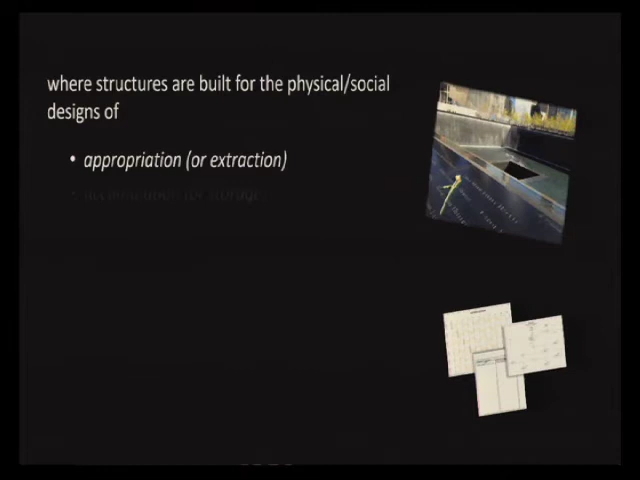 where structures are built for the physical/social
designs of
• appropriation (or extraction)